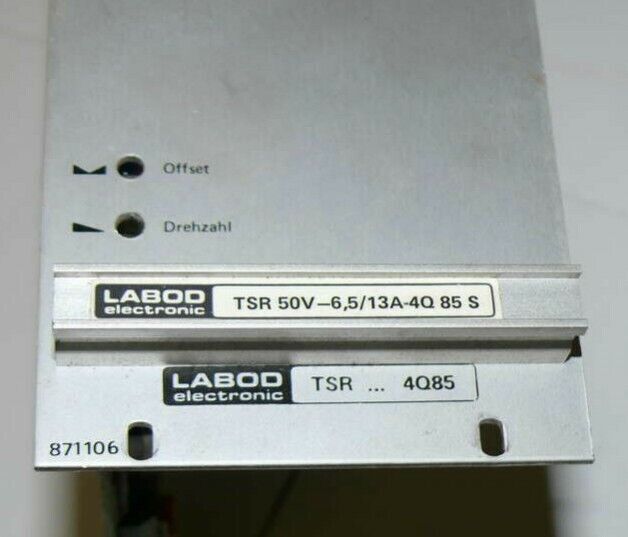 Offset
Drehzahl
LABOD electronic TSR 50V-6,5/13A-4Q 85 S
LABOD electronic TSR ... 4Q85
871106